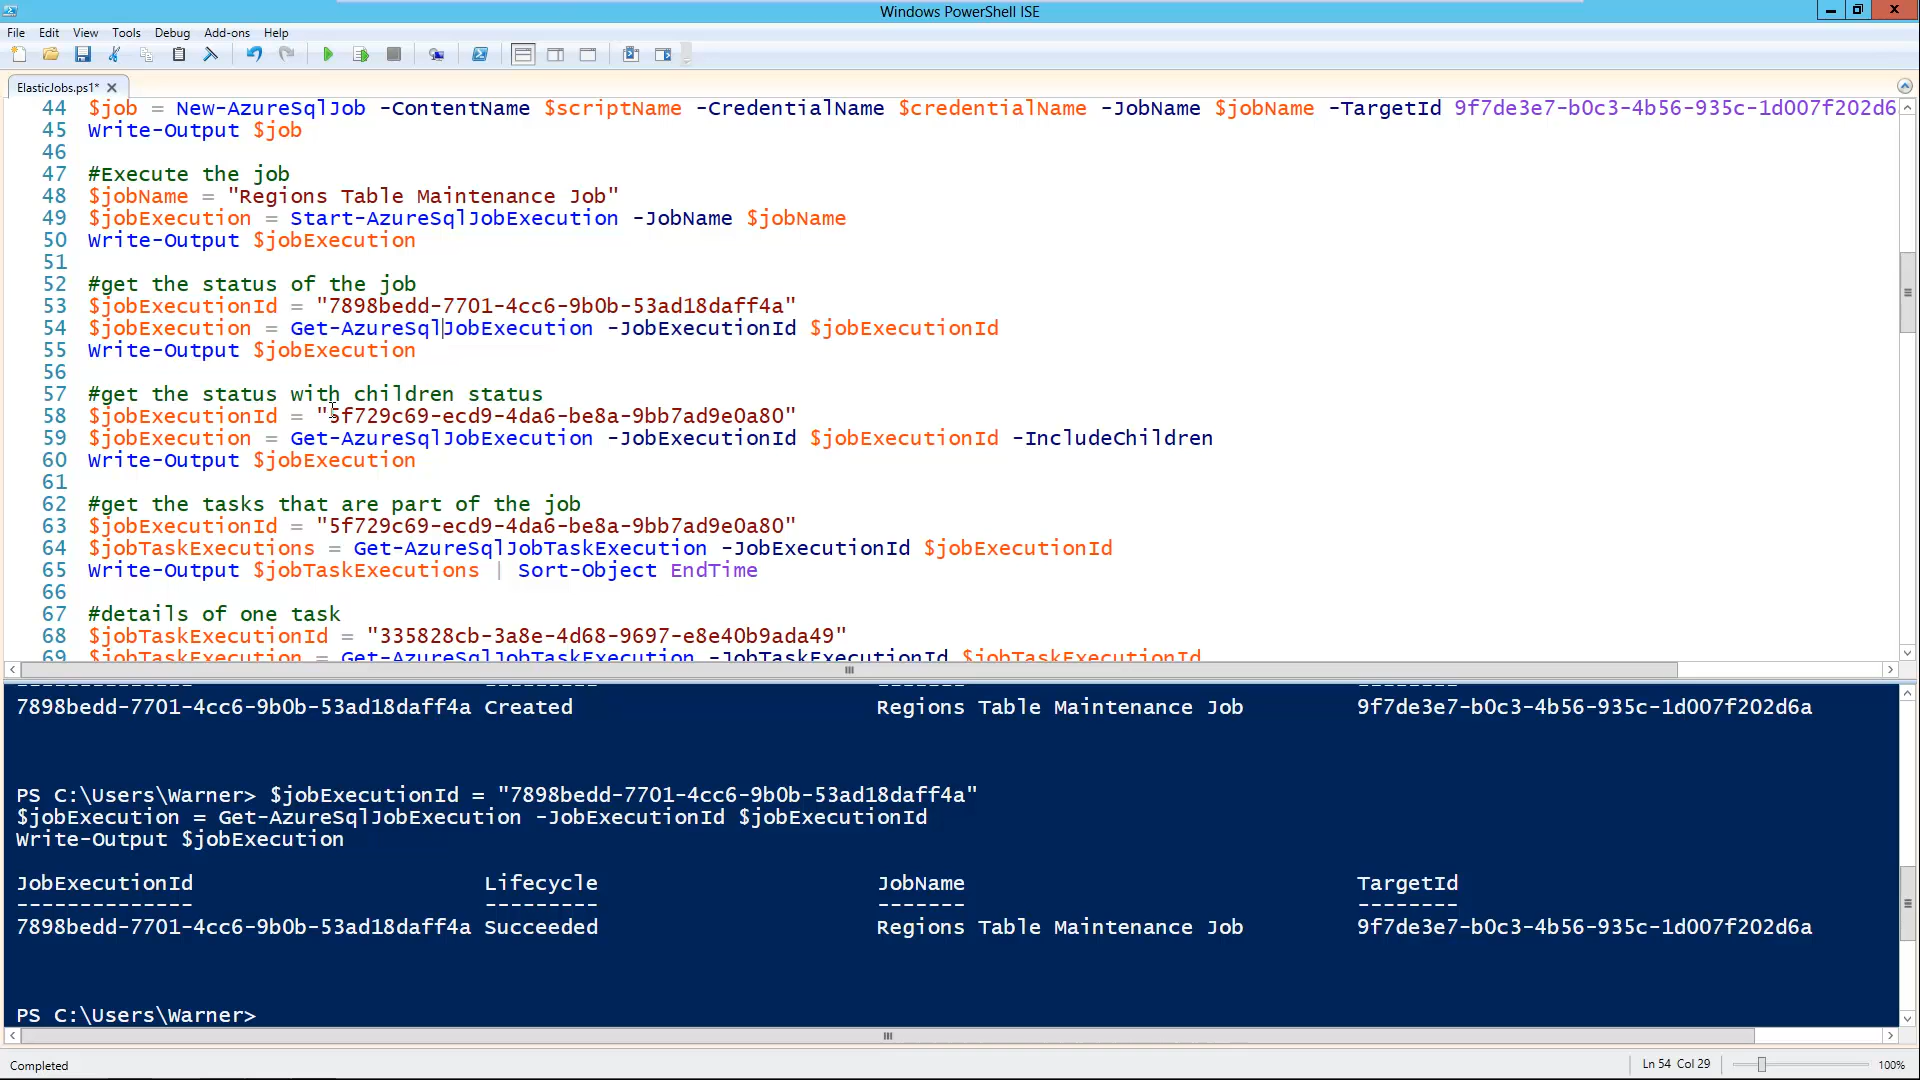 Windows PowerShell ISE
File Edit View Tools Debug Add-ons Help
ElasticJobs.ps1*
44 $job = New-AzureSqlJob -ContentName $scriptName -CredentialName $credentialName -JobName $jobName -TargetId 9f7de3e7-b0c3-4b56-935c-1d007f202d6
45 Write-Output $job
46
47 #Execute the job
48 $jobName = "Regions Table Maintenance Job"
49 $jobExecution = Start-AzureSqlJobExecution -JobName $jobName
50 Write-Output $jobExecution
51
52 #get the status of the job
53 $jobExecutionId = "7898bedd-7701-4cc6-9b0b-53ad18daff4a"
54 $jobExecution = Get-AzureSqlJobExecution -JobExecutionId $jobExecutionId
55 Write-Output $jobExecution
56
57 #get the status with children status
58 $jobExecutionId = "5f729c69-ecd9-4da6-be8a-9bb7ad9e0a80"
59 $jobExecution = Get-AzureSqlJobExecution -JobExecutionId $jobExecutionId -IncludeChildren
60 Write-Output $jobExecution
61
62 #get the tasks that are part of the job
63 $jobExecutionId = "5f729c69-ecd9-4da6-be8a-9bb7ad9e0a80"
64 $jobTaskExecutions = Get-AzureSqlJobTaskExecution -JobExecutionId $jobExecutionId
65 Write-Output $jobTaskExecutions | Sort-Object EndTime
66
67 #details of one task
68 $jobTaskExecutionId = "335828cb-3a8e-4d68-9697-e8e40b9ada49"
69 $jobTaskExecution = Get-AzureSqlJobTaskExecution -JobTaskExecutionId $jobTaskExecutionId
-------------- --------- ------- --------
7898bedd-7701-4cc6-9b0b-53ad18daff4a Created Regions Table Maintenance Job 9f7de3e7-b0c3-4b56-935c-1d007f202d6a
PS C:\Users\Warner> $jobExecutionId = "7898bedd-7701-4cc6-9b0b-53ad18daff4a"
$jobExecution = Get-AzureSqlJobExecution -JobExecutionId $jobExecutionId
Write-Output $jobExecution
JobExecutionId Lifecycle JobName TargetId
-------------- --------- ------- --------
7898bedd-7701-4cc6-9b0b-53ad18daff4a Succeeded Regions Table Maintenance Job 9f7de3e7-b0c3-4b56-935c-1d007f202d6a
PS C:\Users\Warner>
Completed Ln 54 Col 29 100%